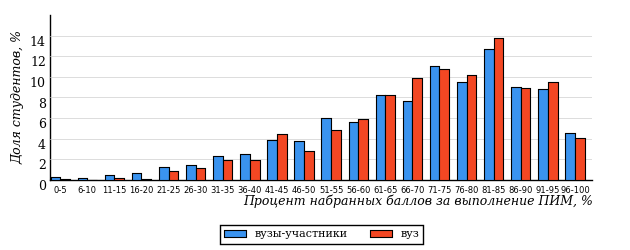 Доля студентов, %
14
12
10
8
6
4
2
0
0-5 6-10 11-15 16-20 21-25 26-30 31-35 36-40 41-45 46-50 51-55 56-60 61-65 66-70 71-75 76-80 81-85 86-90 91-95 96-100
Процент набранных баллов за выполнение ПИМ, %
вузы-участники вуз